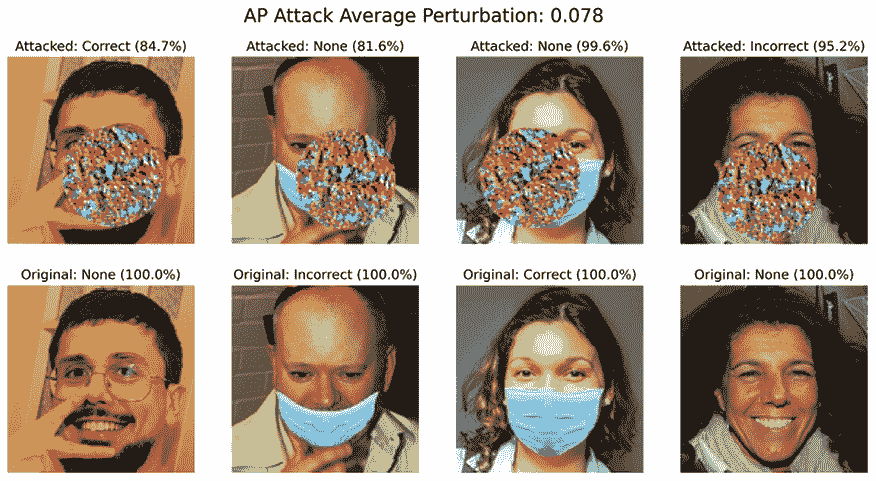 AP Attack Average Perturbation: 0.078
Attacked: Correct (84.7%) Attacked: None (81.6%) Attacked: None (99.6%) Attacked: Incorrect (95.2%)
Original: None (100.0%) Original: Incorrect (100.0%) Original: Correct (100.0%) Original: None (100.0%)